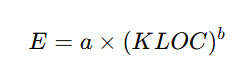 E = a × (KLOC)^b